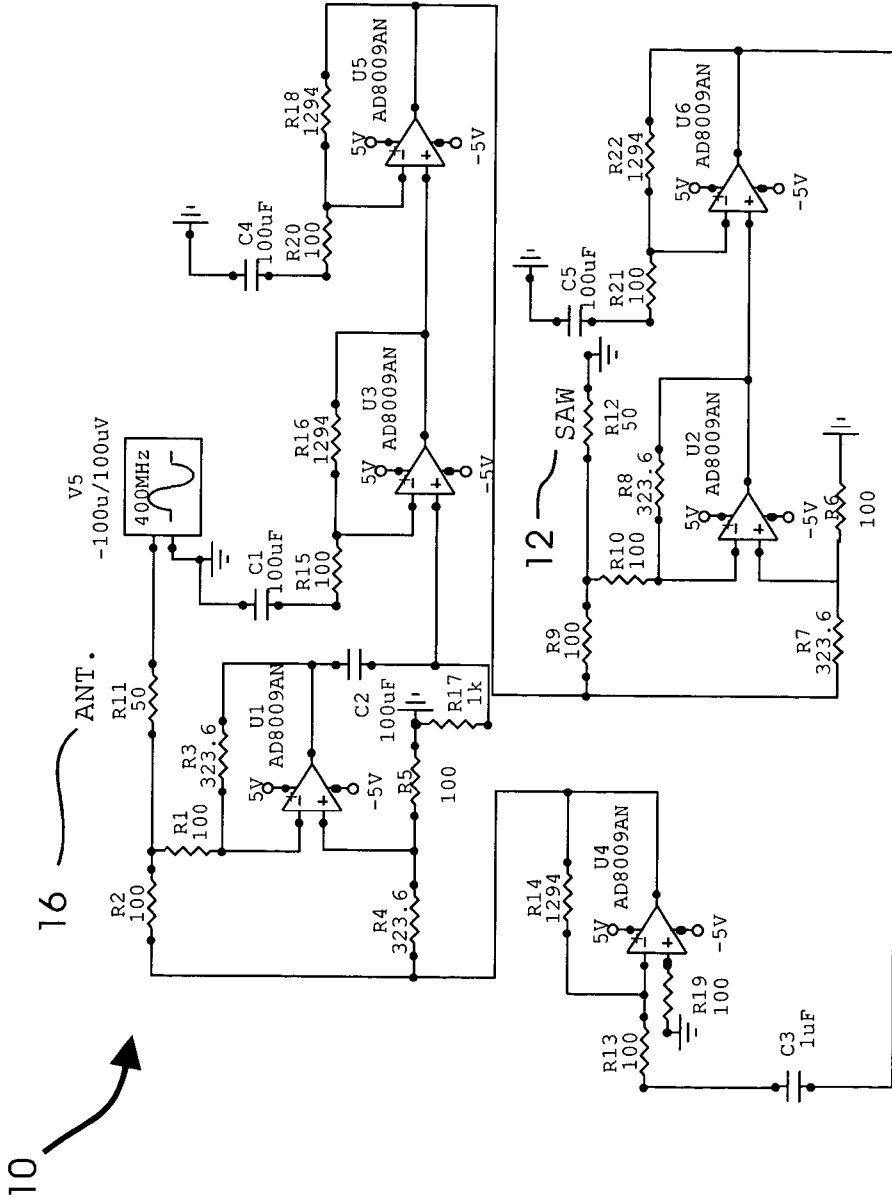 10
16
ANT.
R2
100
R1
100
R11
50
V5
-100u/100uV
400MHz
R3
323.6
U1
AD8009AN
5V
-5V
R4
323.6
R5
100
C2
100uF
R17
1k
C1
100uF
R15
100
R16
1294
U3
AD8009AN
5V
-5V
C4
100uF
R20
100
R18
1294
U5
AD8009AN
5V
-5V
R14
1294
U4
AD8009AN
5V
-5V
R13
100
R19
100
C3
1uF
12
SAW
R9
100
R12
50
R10
100
R8
323.6
U2
AD8009AN
5V
-5V
R7
323.6
R6
100
C5
100uF
R21
100
R22
1294
U6
AD8009AN
5V
-5V